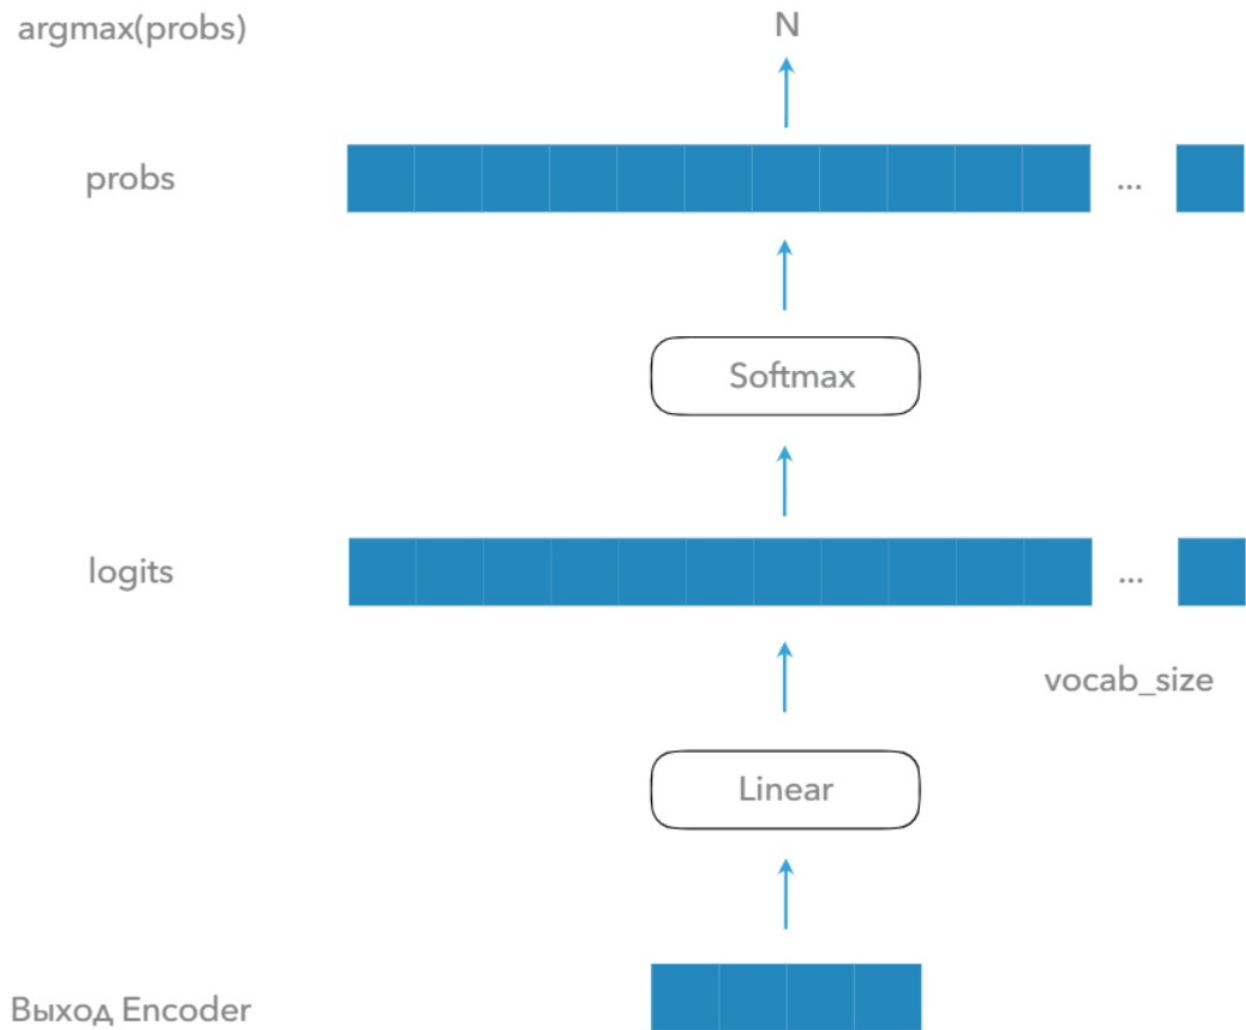 argmax(probs) N
probs ...
Softmax
logits ...
vocab_size
Linear
Выход Encoder